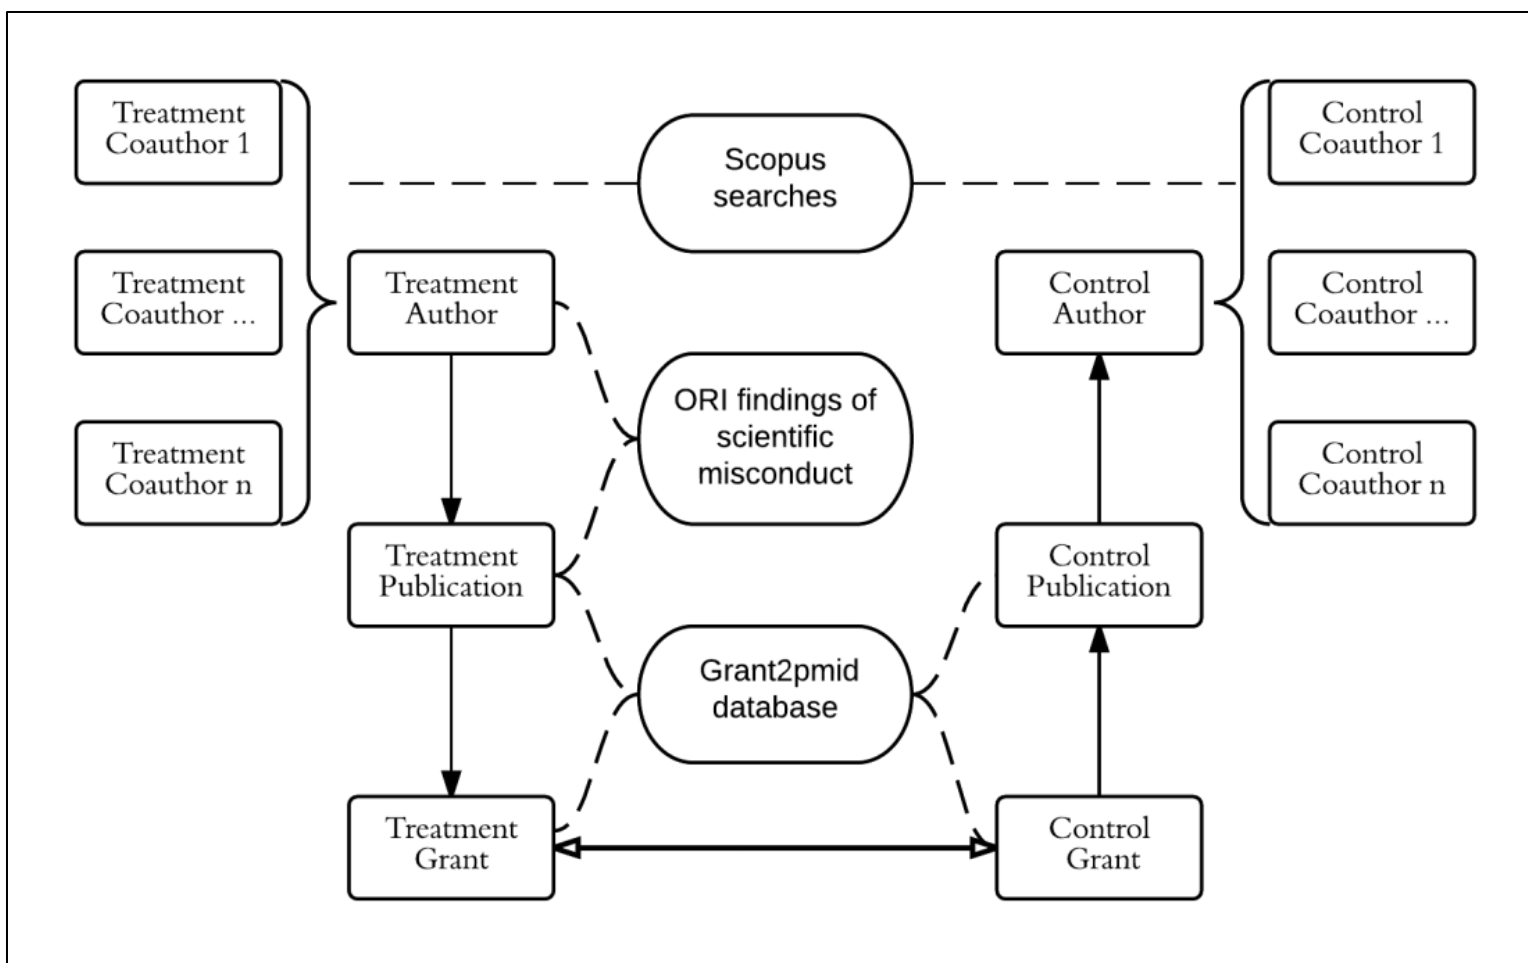 Treatment
Coauthor 1
Scopus
searches
Control
Coauthor 1
Treatment
Coauthor ...
Treatment
Author
Control
Author
Control
Coauthor ...
ORI findings of
scientific
misconduct
Treatment
Coauthor n
Control
Coauthor n
Treatment
Publication
Control
Publication
Grant2pmid
database
Treatment
Grant
Control
Grant